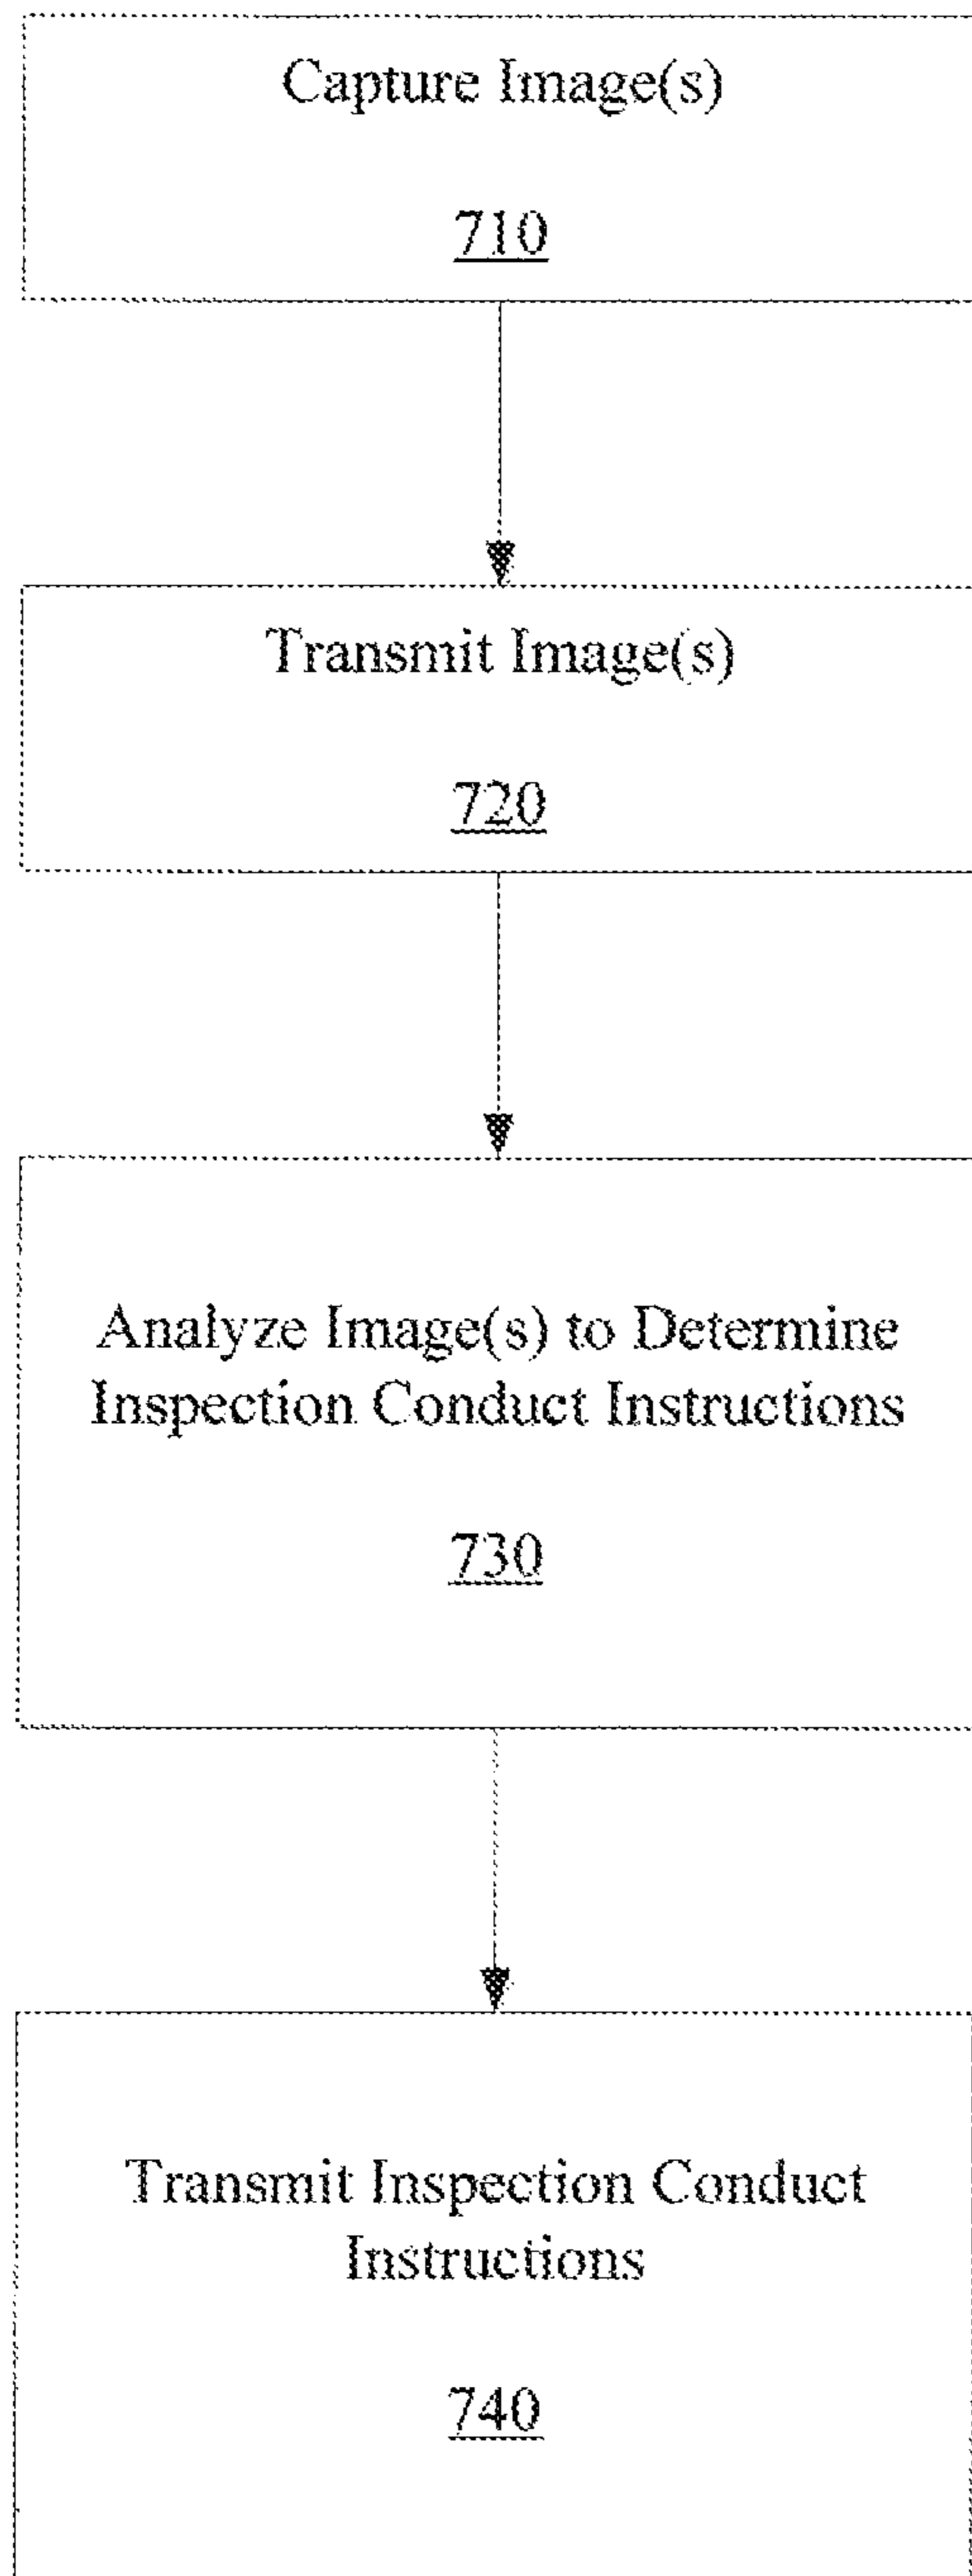 Capture Image(s)
710
Transmit Image(s)
720
Analyze Image(s) to Determine
Inspection Conduct Instructions
730
Transmit Inspection Conduct
Instructions
740